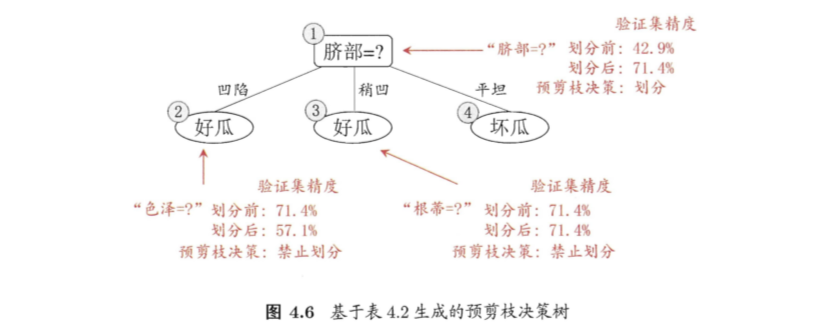 验证集精度
①
脐部=?
“脐部=?” 划分前: 42.9%
划分后: 71.4%
预剪枝决策: 划分
凹陷
稍凹
平坦
②
好瓜
③
好瓜
④
坏瓜
验证集精度
“色泽=?” 划分前: 71.4%
划分后: 57.1%
预剪枝决策: 禁止划分
验证集精度
“根蒂=?” 划分前: 71.4%
划分后: 71.4%
预剪枝决策: 禁止划分
图 4.6 基于表4.2生成的预剪枝决策树